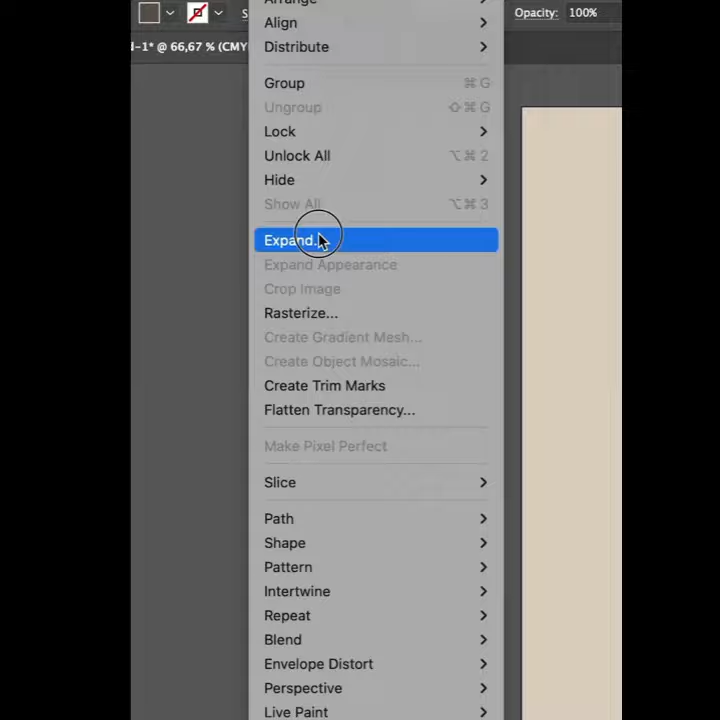 Arrange
Opacity: 100%
Align
d-1* @ 66,67 % (CMY
Distribute
Group ⌘ G
Ungroup ⇧ ⌘ G
Lock
Unlock All ⌥ ⌘ 2
Hide
Show All ⌥ ⌘ 3
Expand...
Expand Appearance
Crop Image
Rasterize...
Create Gradient Mesh...
Create Object Mosaic...
Create Trim Marks
Flatten Transparency...
Make Pixel Perfect
Slice
Path
Shape
Pattern
Intertwine
Repeat
Blend
Envelope Distort
Perspective
Live Paint